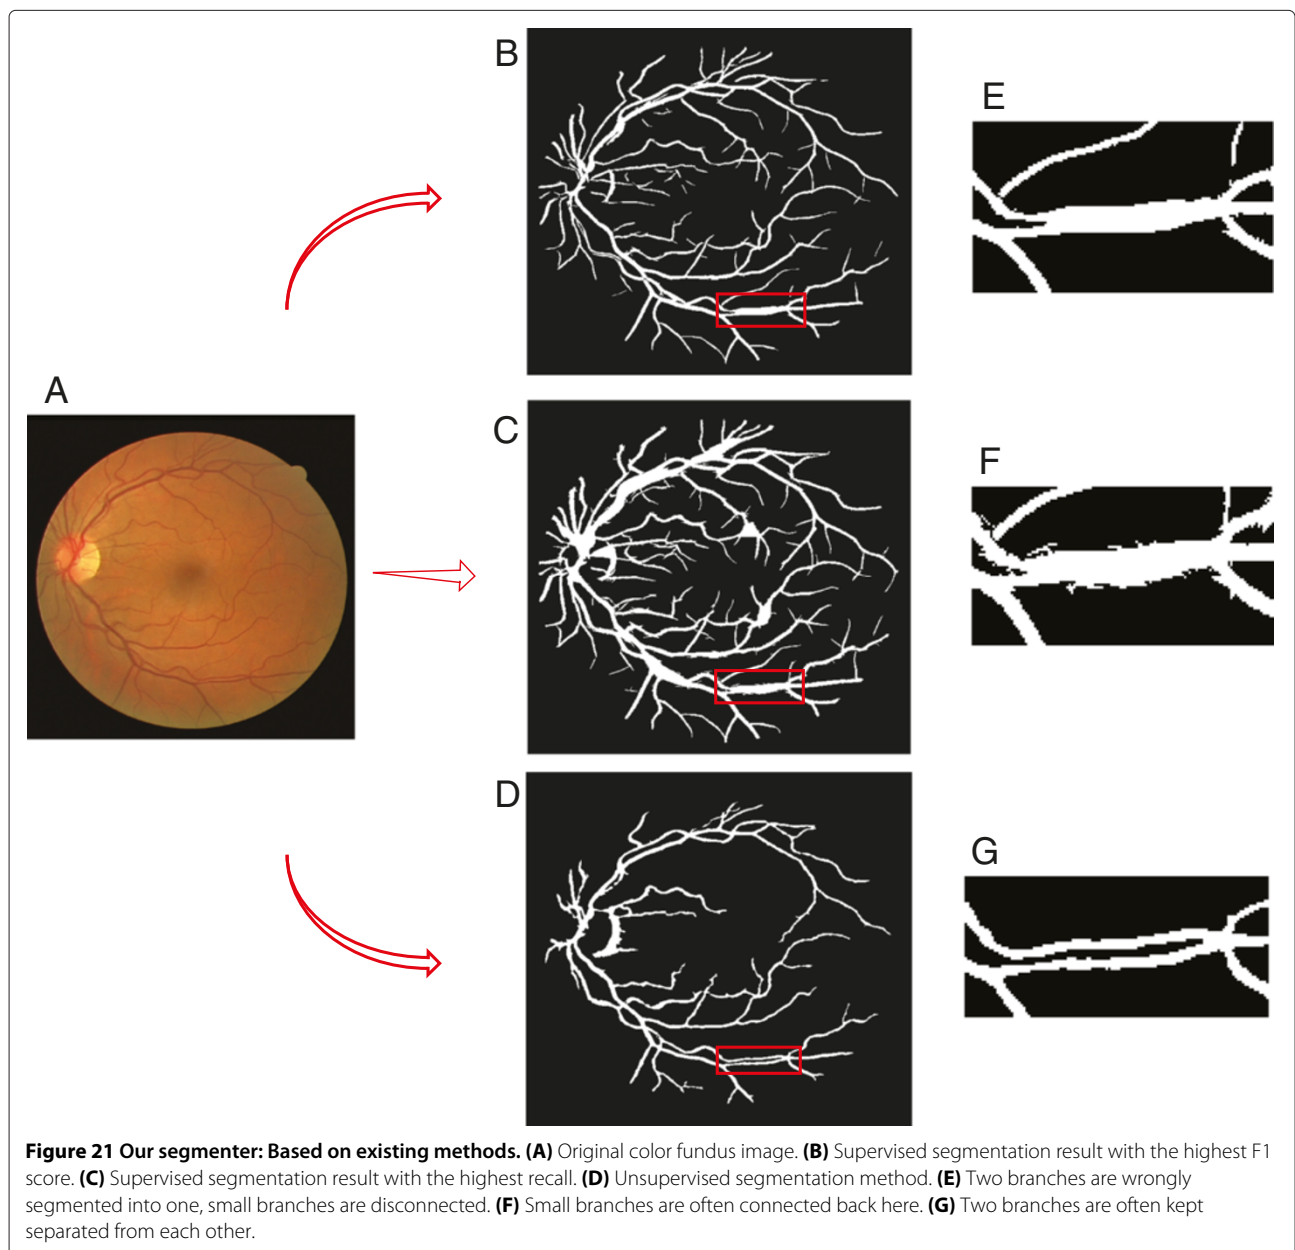 B
E
A
C
F
D
G
Figure 21 Our segmenter: Based on existing methods. (A) Original color fundus image. (B) Supervised segmentation result with the highest F1
score. (C) Supervised segmentation result with the highest recall. (D) Unsupervised segmentation method. (E) Two branches are wrongly
segmented into one, small branches are disconnected. (F) Small branches are often connected back here. (G) Two branches are often kept
separated from each other.